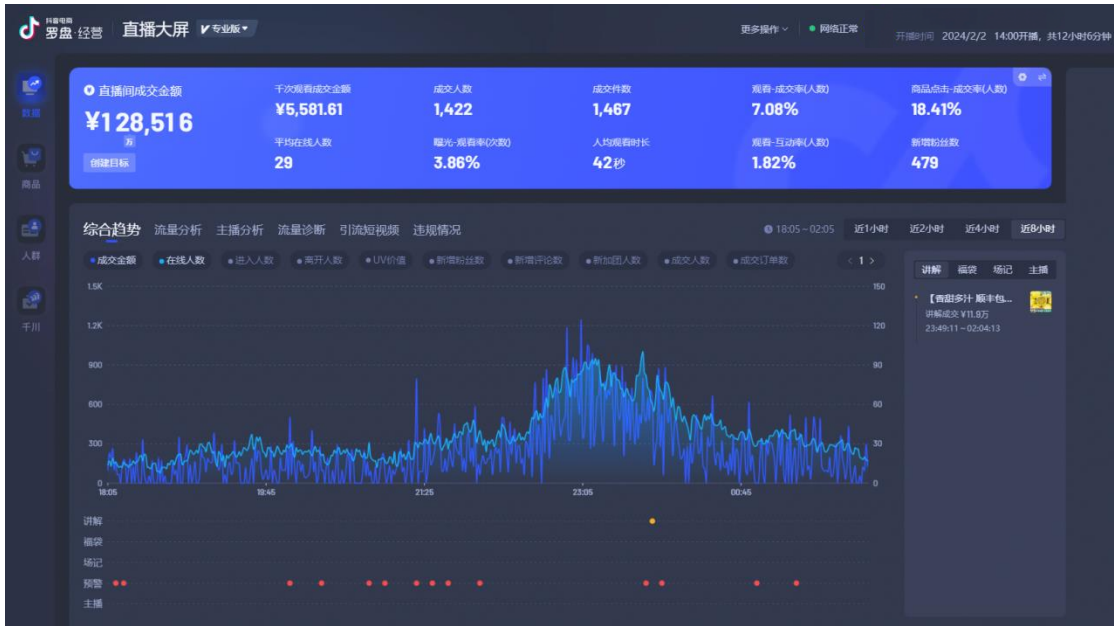 抖音电商
罗盘·经营
直播大屏
专业版
更多操作
网络正常
开播时间 2024/2/2 14:00开播，共12小时6分钟
数据
商品
人群
千川
直播间成交金额
¥128,516
万
创建目标
千次观看成交金额
¥5,581.61
成交人数
1,422
成交件数
1,467
观看-成交率(人数)
7.08%
商品点击-成交率(人数)
18.41%
平均在线人数
29
曝光-观看率(次数)
3.86%
人均观看时长
42秒
观看-互动率(人数)
1.82%
新增粉丝数
479
综合趋势 流量分析 主播分析 流量诊断 引流短视频 违规情况
18:05~02:05 近1小时 近2小时 近4小时 近8小时
成交金额 在线人数 进入人数 离开人数 UV价值 新增粉丝数 新增评论数 新加团人数 成交人数 成交订单数
< 1 >
1.5K 150
1.2K 120
900 90
600 60
300 30
0 0
18:05 19:45 21:25 23:05 00:45
讲解
福袋
场记
预警
主播
讲解 福袋 场记 主播
【香甜多汁 顺丰包...
讲解成交 ¥11.8万
23:49:11 ~ 02:04:13